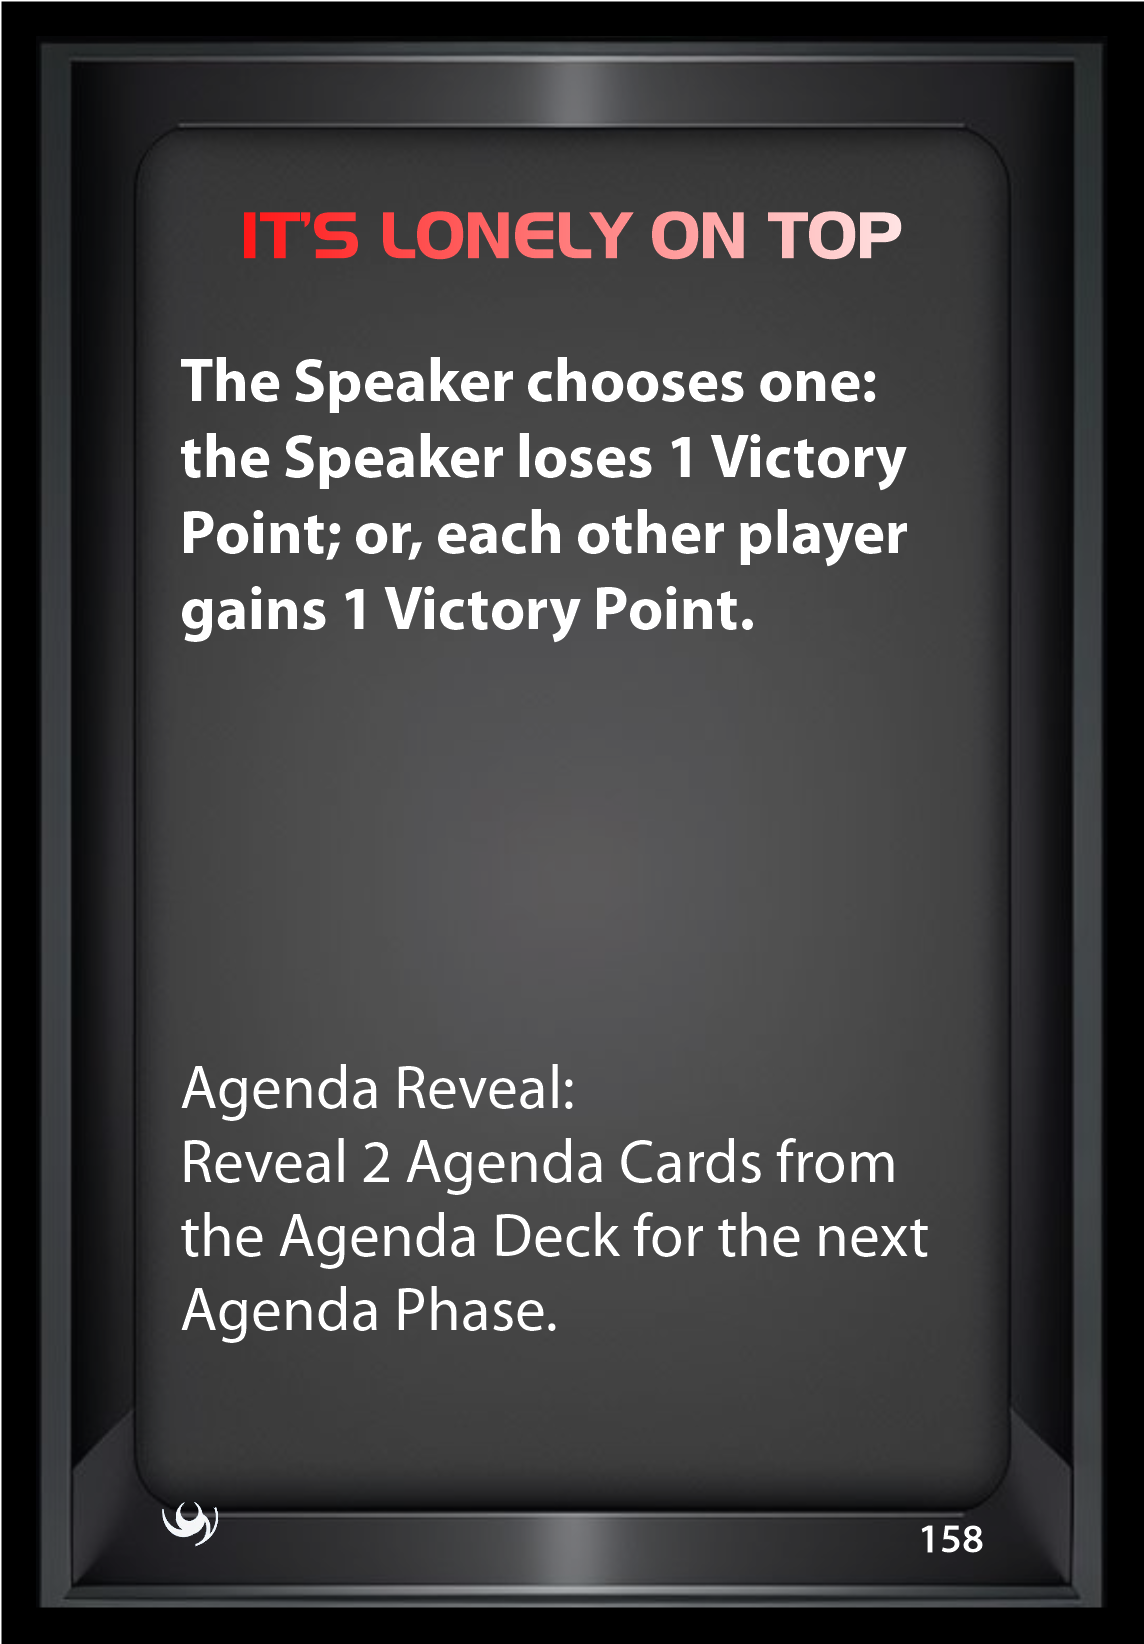 IT'S LONELY ON TOP
The Speaker chooses one:
the Speaker loses 1 Victory
Point; or, each other player
gains 1 Victory Point.
Agenda Reveal:
Reveal 2 Agenda Cards from
the Agenda Deck for the next
Agenda Phase.
158